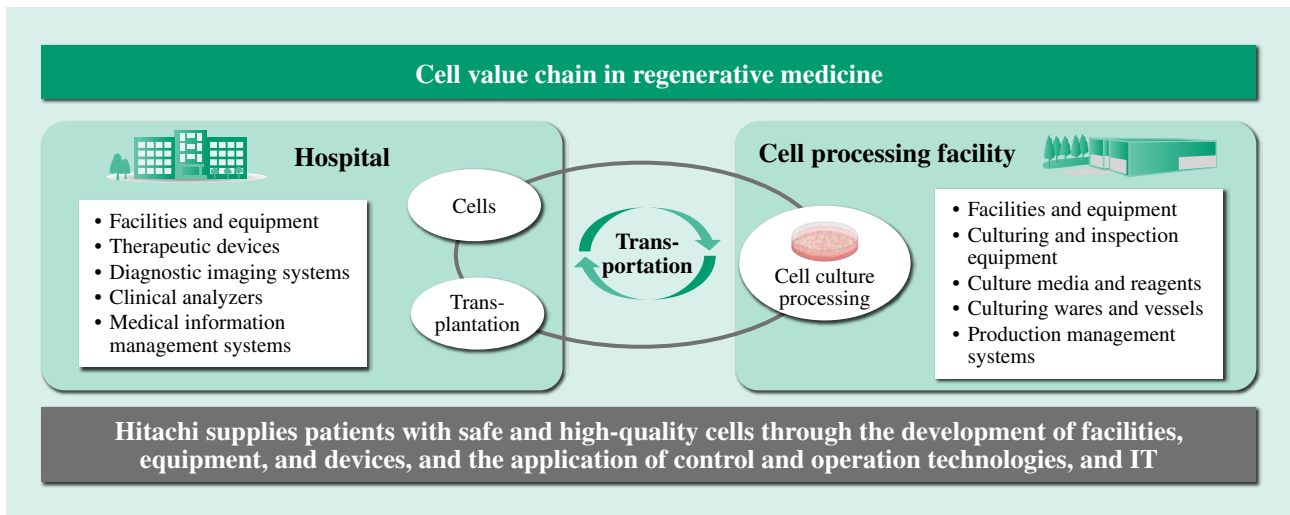 Cell value chain in regenerative medicine
Hospital
• Facilities and equipment
• Therapeutic devices
• Diagnostic imaging systems
• Clinical analyzers
• Medical information
management systems
Cells
Trans-
plantation
Trans-
portation
Cell processing facility
Cell culture
processing
• Facilities and equipment
• Culturing and inspection
equipment
• Culture media and reagents
• Culturing wares and vessels
• Production management
systems
Hitachi supplies patients with safe and high-quality cells through the development of facilities,
equipment, and devices, and the application of control and operation technologies, and IT